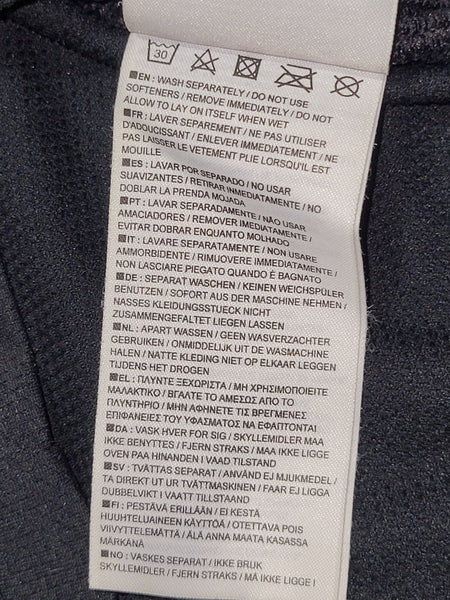 30
EN : WASH SEPARATELY / DO NOT USE
SOFTENERS / REMOVE IMMEDIATELY / DO NOT
ALLOW TO LAY ON ITSELF WHEN WET
FR : LAVER SEPAREMENT / NE PAS UTILISER
D'ADOUCISSANT / ENLEVER IMMEDIATEMENT / NE
PAS LAISSER LE VETEMENT PLIE LORSQU'IL EST
MOUILLE
ES : LAVAR POR SEPARADO / NO USAR
SUAVIZANTES / RETIRAR INMEDIATAMENTE / NO
DOBLAR LA PRENDA MOJADA
PT : LAVAR SEPARADAMENTE / NÃO USAR
AMACIADORES / REMOVER IMEDIATAMENTE /
EVITAR DOBRAR ENQUANTO MOLHADO
IT : LAVARE SEPARATAMENTE / NON USARE
AMMORBIDENTE / RIMUOVERE IMMEDIATAMENTE /
NON LASCIARE PIEGATO QUANDO È BAGNATO
DE : SEPARAT WASCHEN / KEINEN WEICHSPÜLER
BENUTZEN / SOFORT AUS DER MASCHINE NEHMEN /
NASSES KLEIDUNGSSTUECK NICHT
ZUSAMMENGEFALTET LIEGEN LASSEN
NL : APART WASSEN / GEEN WASVERZACHTER
GEBRUIKEN / ONMIDDELLIJK UIT DE WASMACHINE
HALEN / NATTE KLEDING NIET OP ELKAAR LEGGEN
TIJDENS HET DROGEN
EL : ΠΛΥΝΤΕ ΞΕΧΩΡΙΣΤΑ / ΜΗ ΧΡΗΣΙΜΟΠΟΙΕΙΤΕ
ΜΑΛΑΚΤΙΚΟ / ΒΓΑΛΤΕ ΤΟ ΑΜΕΣΩΣ ΑΠΟ ΤΟ
ΠΛΥΝΤΗΡΙΟ / ΜΗΝ ΑΦΗΝΕΤΕ ΤΙΣ ΒΡΕΓΜΕΝΕΣ
ΕΠΙΦΑΝΕΙΕΣ ΤΟΥ ΥΦΑΣΜΑΤΟΣ ΝΑ ΕΦΑΠΤΟΝΤΑΙ
DA : VASK HVER FOR SIG / SKYLLEMIDLER MAA
IKKE BENYTTES / FJERN STRAKS / MAA IKKE LIGGE
OVEN PAA HINANDEN I VAAD TILSTAND
SV : TVÄTTAS SEPARAT / ANVÄND EJ MJUKMEDEL /
TA DIREKT UT UR TVÄTTMASKINEN / FAAR EJ LIGGA
DUBBELVIKT I VAATT TILLSTAAND
FI : PESTÄVÄ ERILLÄÄN / EI KESTÄ
HUUHTELUAINEEN KÄYTTÖÄ / OTETTAVA POIS
VIIVYTTELEMÄTTÄ / ÄLÄ ANNA MAATA KASASSA
MÄRKÄNÄ
NO : VASKES SEPARAT / IKKE BRUK
SKYLLEMIDLER / FJERN STRAKS / MÅ IKKE LIGGE I